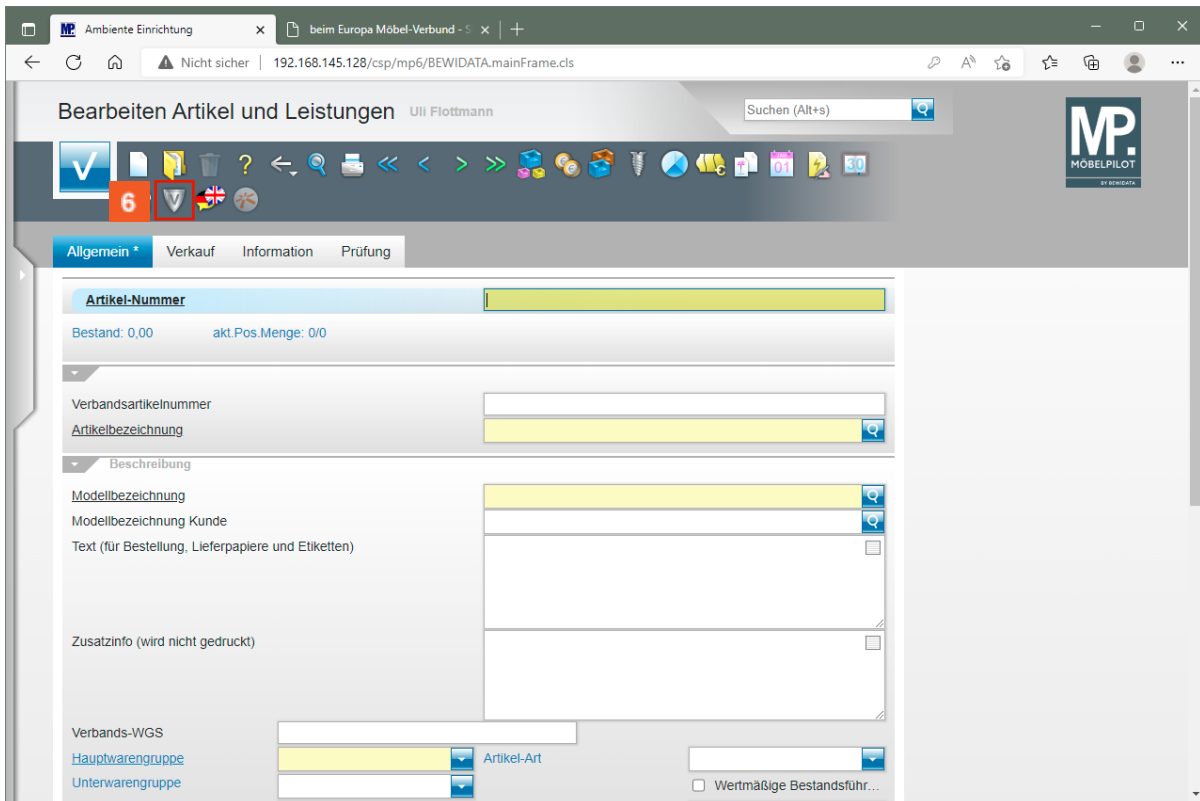 MP. Ambiente Einrichtung
beim Europa Möbel-Verbund - S
Nicht sicher
192.168.145.128/csp/mp6/BEWIDATA.mainFrame.cls
Bearbeiten Artikel und Leistungen Uli Flottmann
Suchen (Alt+s)
MP.
MÖBELPILOT
BY BEWIDATA
01
30
6
V
Allgemein * Verkauf Information Prüfung
Artikel-Nummer
Bestand: 0,00 akt.Pos.Menge: 0/0
Verbandsartikelnummer
Artikelbezeichnung
Beschreibung
Modellbezeichnung
Modellbezeichnung Kunde
Text (für Bestellung, Lieferpapiere und Etiketten)
Zusatzinfo (wird nicht gedruckt)
Verbands-WGS
Hauptwarengruppe Artikel-Art
Unterwarengruppe Wertmäßige Bestandsführ...